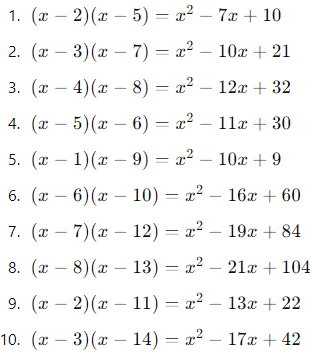 1. (x − 2)(x − 5) = x² − 7x + 10
2. (x − 3)(x − 7) = x² − 10x + 21
3. (x − 4)(x − 8) = x² − 12x + 32
4. (x − 5)(x − 6) = x² − 11x + 30
5. (x − 1)(x − 9) = x² − 10x + 9
6. (x − 6)(x − 10) = x² − 16x + 60
7. (x − 7)(x − 12) = x² − 19x + 84
8. (x − 8)(x − 13) = x² − 21x + 104
9. (x − 2)(x − 11) = x² − 13x + 22
10. (x − 3)(x − 14) = x² − 17x + 42